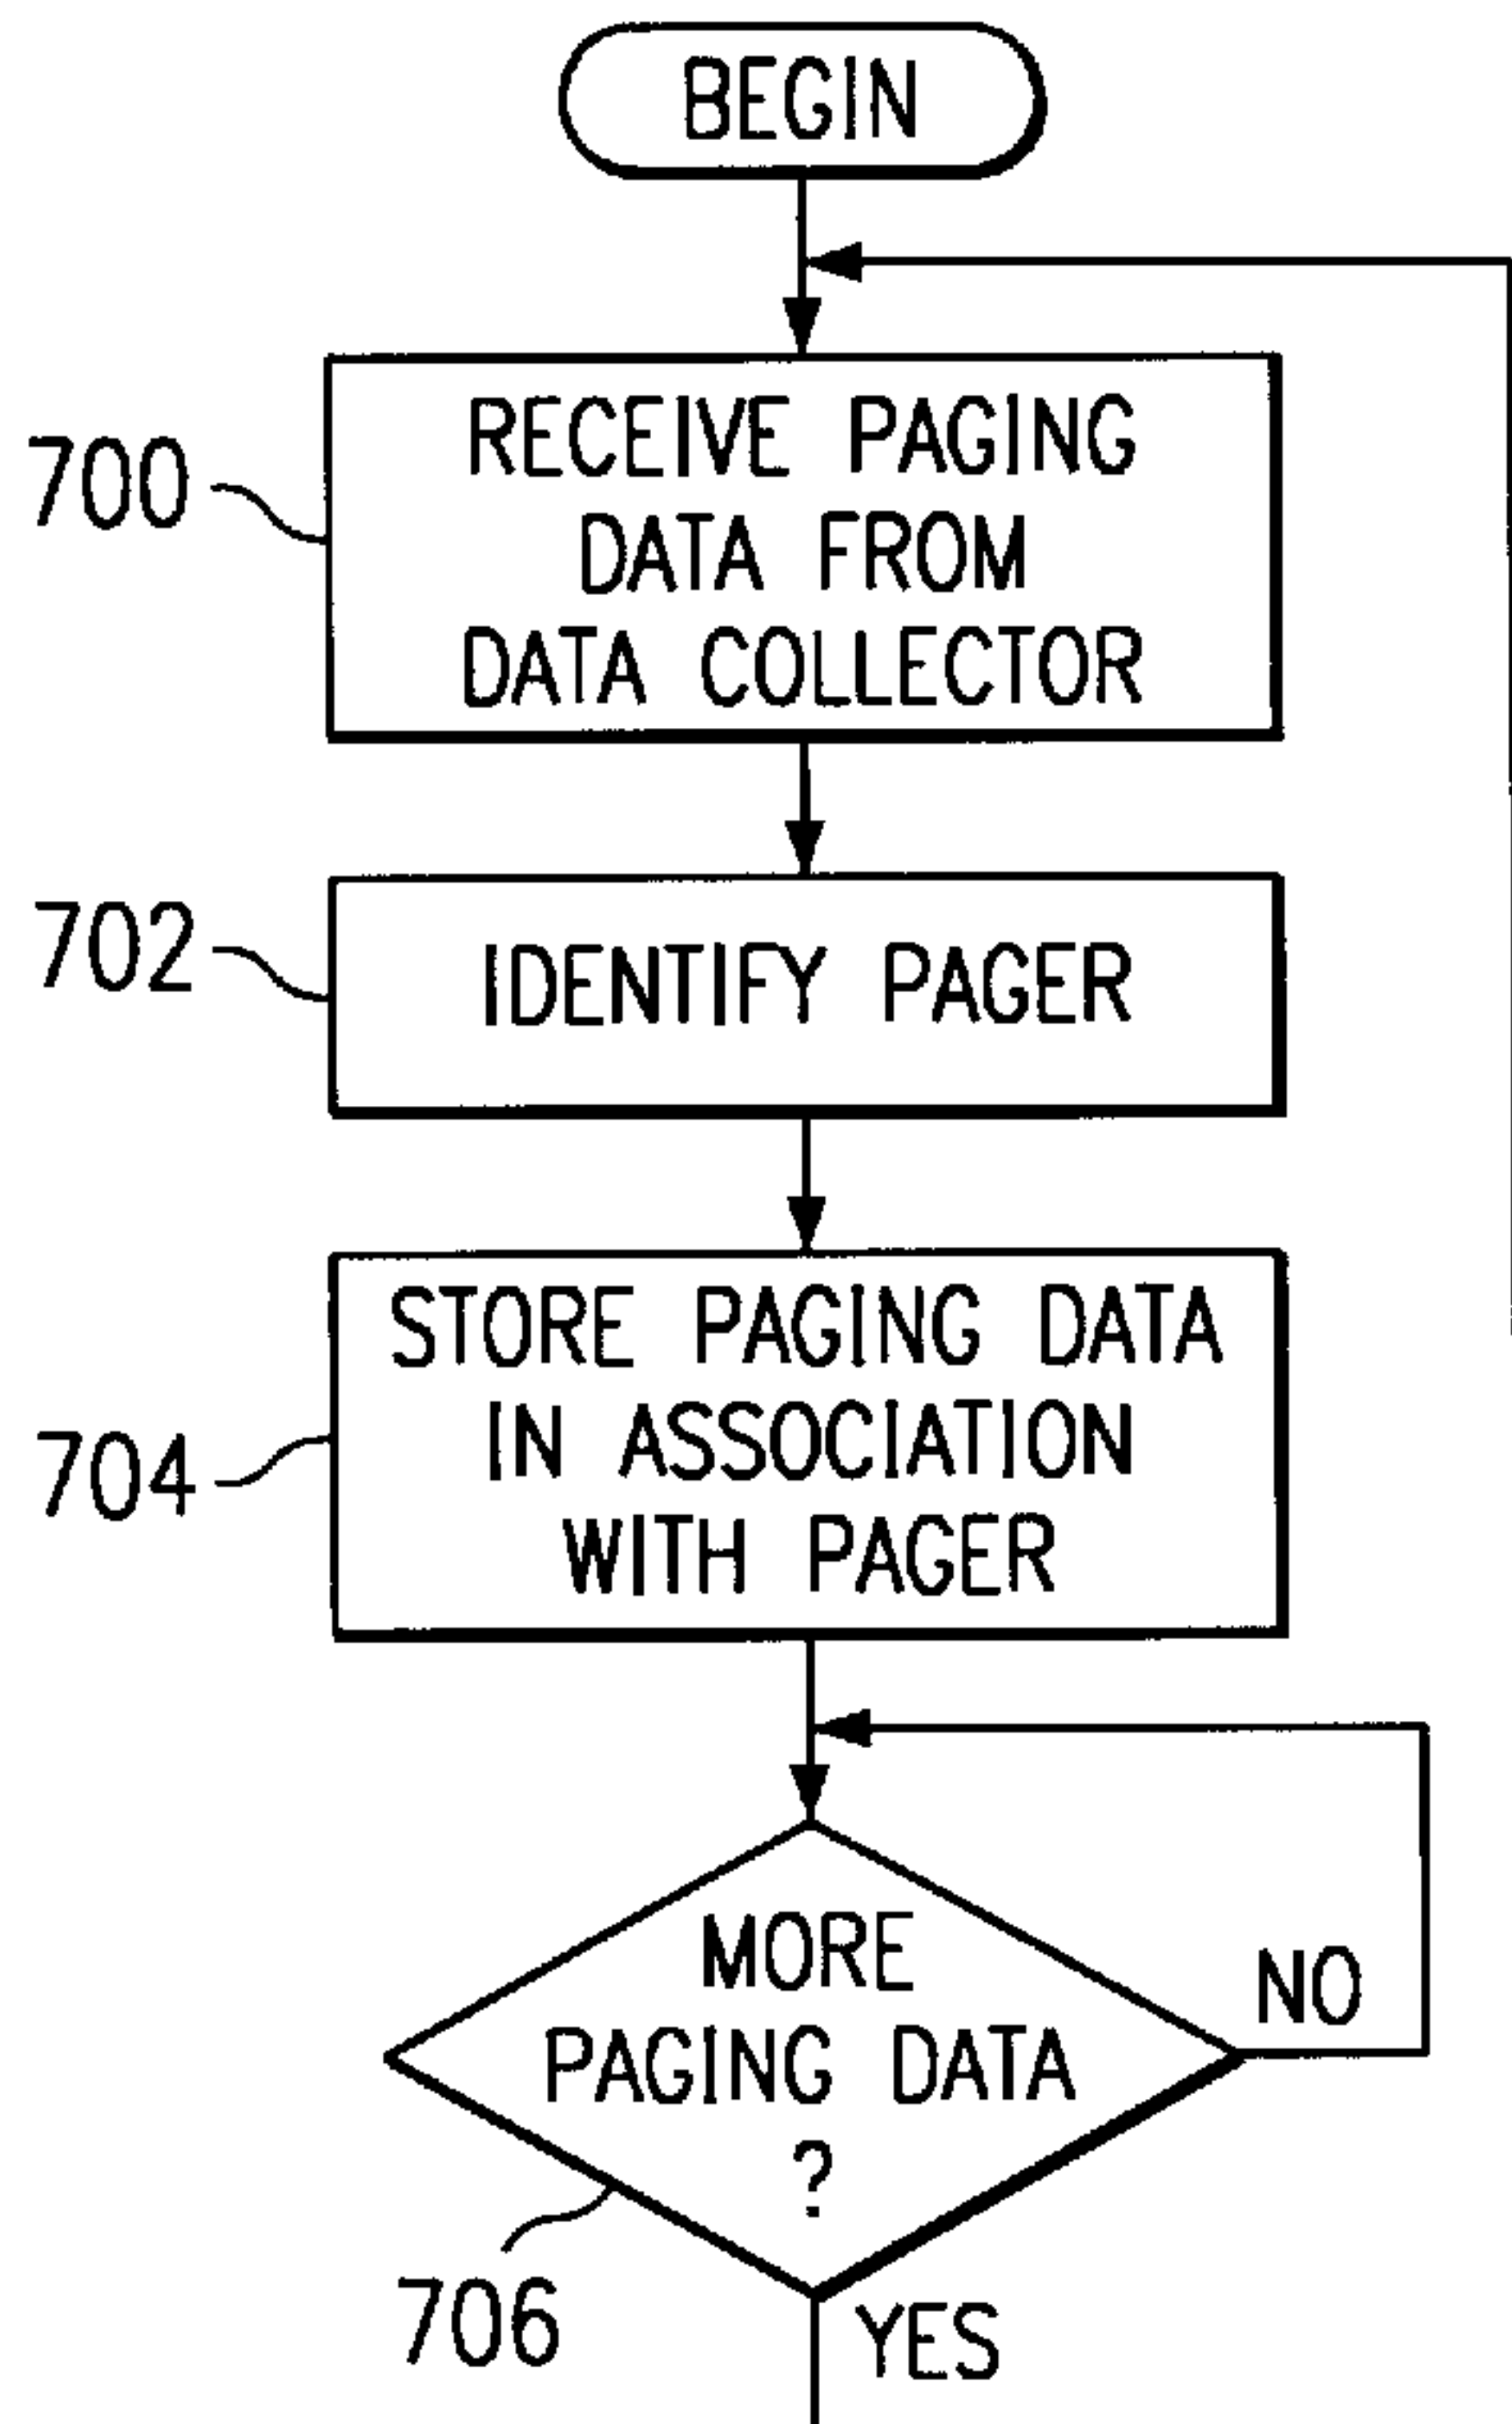 BEGIN
700
RECEIVE PAGING
DATA FROM
DATA COLLECTOR
702
IDENTIFY PAGER
704
STORE PAGING DATA
IN ASSOCIATION
WITH PAGER
MORE
PAGING DATA
?
NO
706
YES